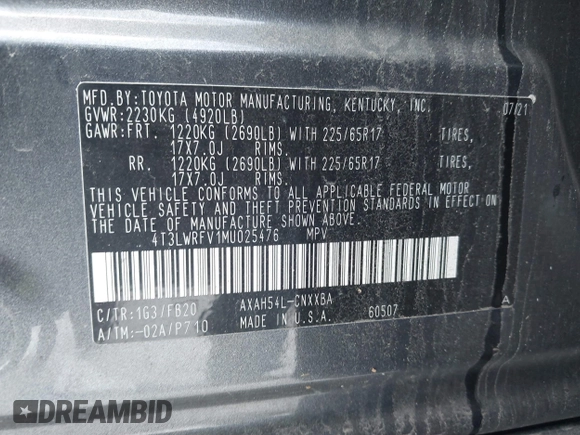 MFD.BY:TOYOTA MOTOR MANUFACTURING, KENTUCKY, INC. 07/21
GVWR:2230KG (4920LB)
GAWR:FRT. 1220KG (2690LB) WITH 225/65R17 TIRES,
17X7.0J RIMS.
RR. 1220KG (2690LB) WITH 225/65R17 TIRES,
17X7.0J RIMS.
THIS VEHICLE CONFORMS TO ALL APPLICABLE FEDERAL MOTOR
VEHICLE SAFETY AND THEFT PREVENTION STANDARDS IN EFFECT ON
THE DATE OF MANUFACTURE SHOWN ABOVE.
4T3LWRFV1MU025476 MPV
C/TR:1G3/FB20 AXAH54L-CNXXBA
A/TM:-02A/P710 MADE IN U.S.A. 60507 A
DREAMBID